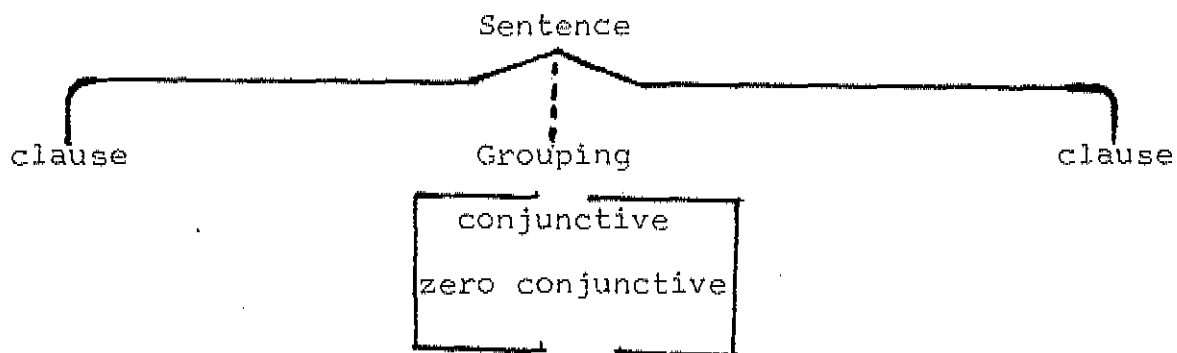 Sentence
clause Grouping clause
conjunctive
zero conjunctive